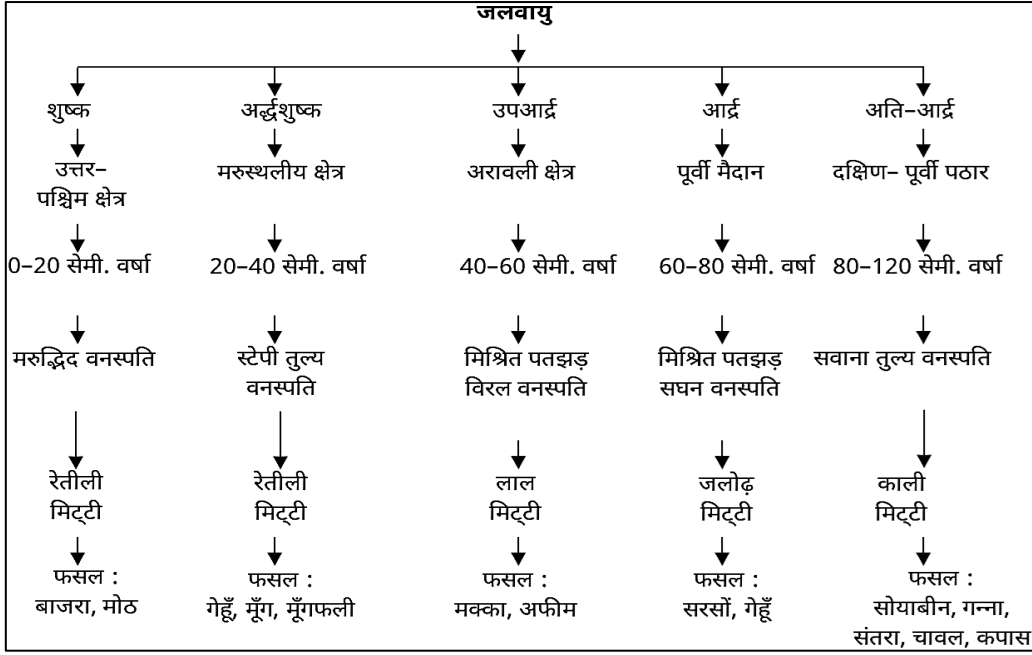 जलवायु
शुष्क
अर्द्धशुष्क
उपआर्द्र
आर्द्र
अति–आर्द्र
उत्तर–
पश्चिम क्षेत्र
मरुस्थलीय क्षेत्र
अरावली क्षेत्र
पूर्वी मैदान
दक्षिण– पूर्वी पठार
0–20 सेमी. वर्षा
20–40 सेमी. वर्षा
40–60 सेमी. वर्षा
60–80 सेमी. वर्षा
80–120 सेमी. वर्षा
मरुद्भिद वनस्पति
स्टेपी तुल्य
वनस्पति
मिश्रित पतझड़
विरल वनस्पति
मिश्रित पतझड़
सघन वनस्पति
सवाना तुल्य वनस्पति
रेतीली
मिट्टी
रेतीली
मिट्टी
लाल
मिट्टी
जलोढ़
मिट्टी
काली
मिट्टी
फसल :
बाजरा, मोठ
फसल :
गेहूँ, मूँग, मूँगफली
फसल :
मक्का, अफीम
फसल :
सरसों, गेहूँ
फसल :
सोयाबीन, गन्ना,
संतरा, चावल, कपास